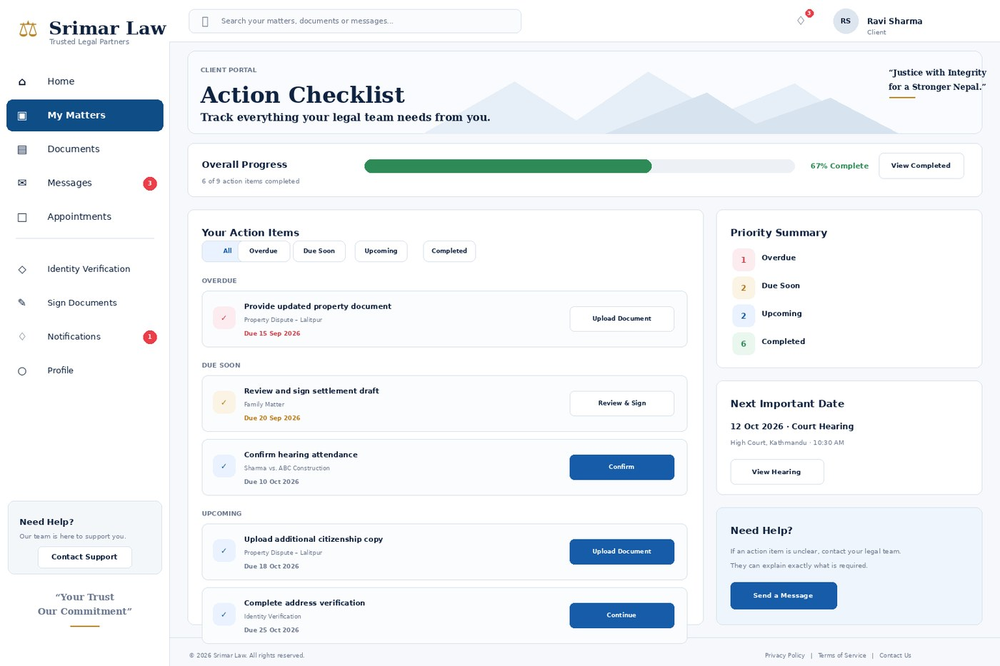 Srimar Law
Trusted Legal Partners
Home
My Matters
Documents
Messages
3
Appointments
Identity Verification
Sign Documents
Notifications
1
Profile
Need Help?
Our team is here to support you.
Contact Support
“Your Trust
Our Commitment”
Search your matters, documents or messages...
3
RS
Ravi Sharma
Client
CLIENT PORTAL
Action Checklist
Track everything your legal team needs from you.
“Justice with Integrity
for a Stronger Nepal.”
Overall Progress
6 of 9 action items completed
67% Complete
View Completed
Your Action Items
All
Overdue
Due Soon
Upcoming
Completed
OVERDUE
Provide updated property document
Property Dispute – Lalitpur
Due 15 Sep 2026
Upload Document
DUE SOON
Review and sign settlement draft
Family Matter
Due 20 Sep 2026
Review & Sign
Confirm hearing attendance
Sharma vs. ABC Construction
Due 10 Oct 2026
Confirm
UPCOMING
Upload additional citizenship copy
Property Dispute – Lalitpur
Due 18 Oct 2026
Upload Document
Complete address verification
Identity Verification
Due 25 Oct 2026
Continue
Priority Summary
1 Overdue
2 Due Soon
2 Upcoming
6 Completed
Next Important Date
12 Oct 2026 · Court Hearing
High Court, Kathmandu · 10:30 AM
View Hearing
Need Help?
If an action item is unclear, contact your legal team.
They can explain exactly what is required.
Send a Message
© 2026 Srimar Law. All rights reserved.
Privacy Policy | Terms of Service | Contact Us